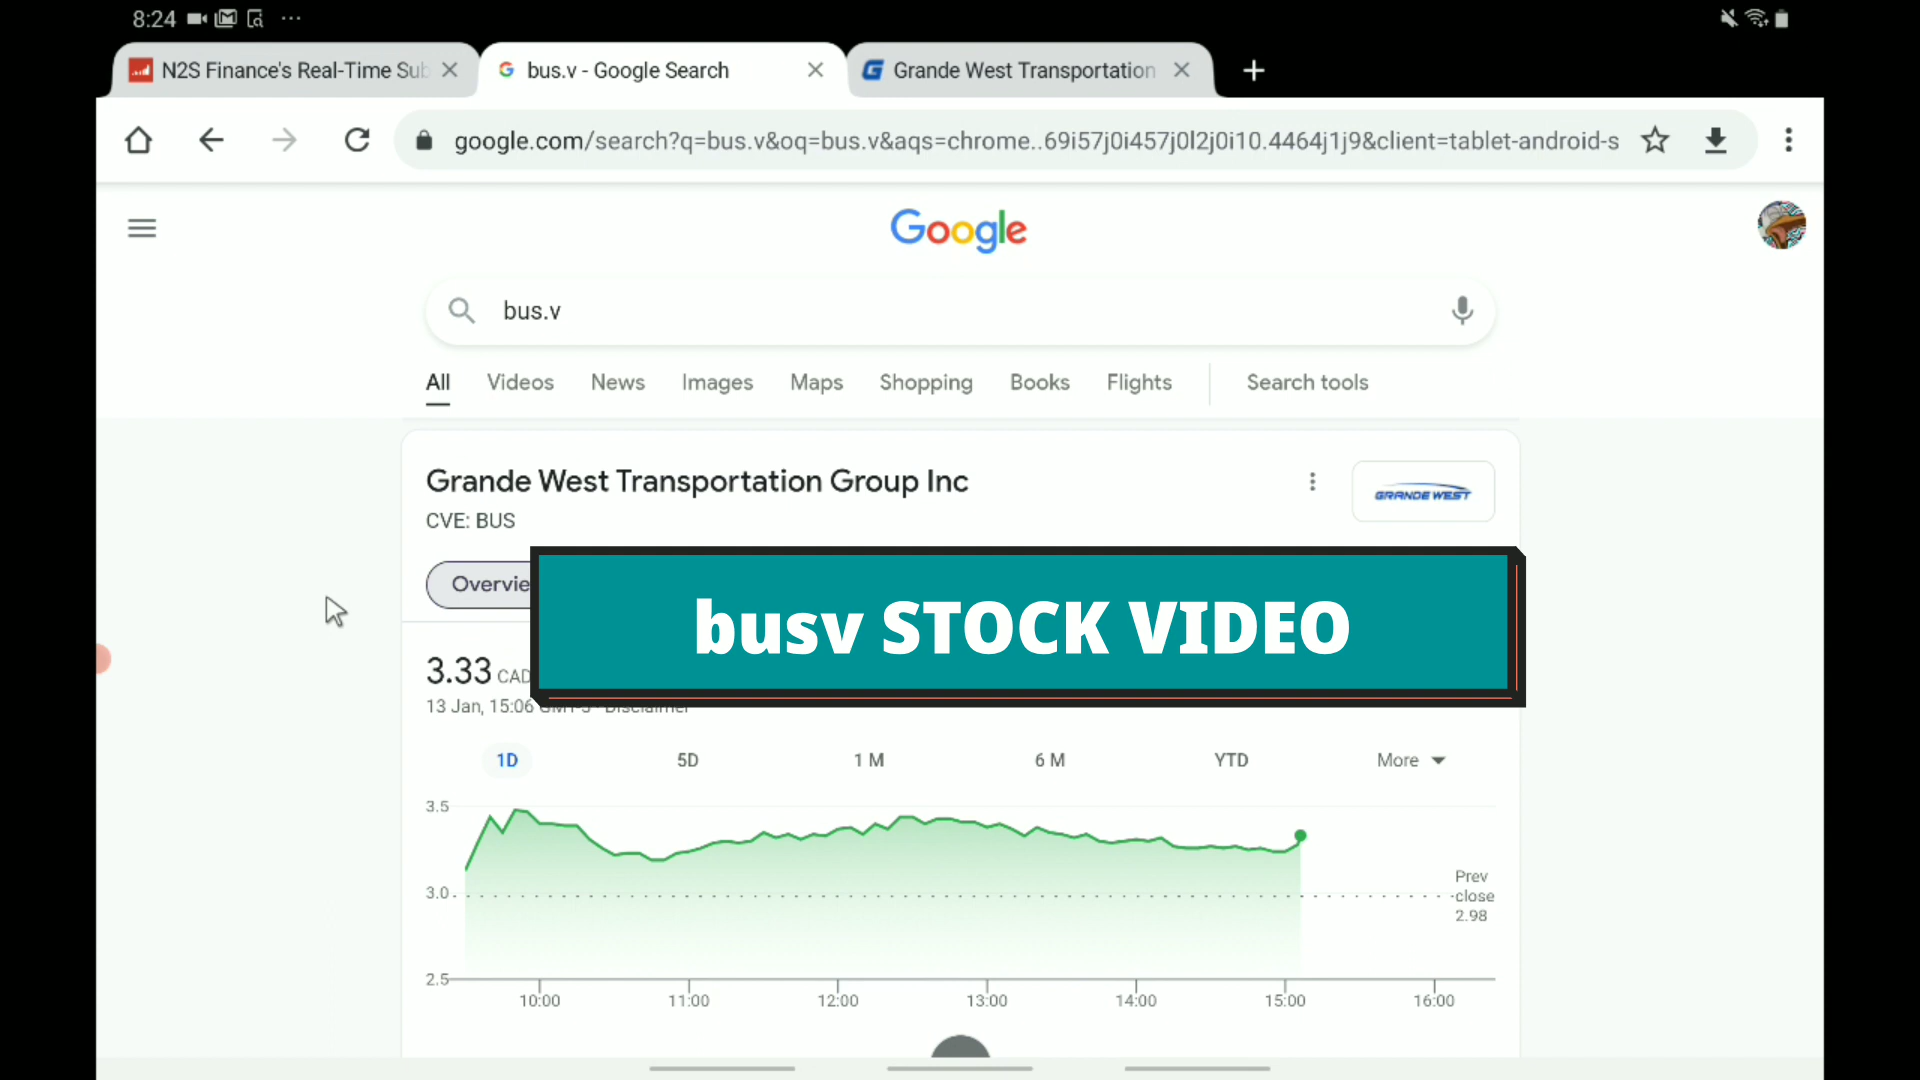 8:24
N2S Finance's Real-Time Sub
bus.v - Google Search
Grande West Transportation
google.com/search?q=bus.v&oq=bus.v&aqs=chrome..69i57j0i457j0l2j0i10.4464j1j9&client=tablet-android-s
Google
bus.v
All Videos News Images Maps Shopping Books Flights Search tools
Grande West Transportation Group Inc
GRANDE WEST
CVE: BUS
Overvie
busv STOCK VIDEO
3.33 CAD
13 Jan, 15:06 GMT-5 · Disclaimer
1D 5D 1 M 6 M YTD More
3.5
3.0
2.5
Prev
close
2.98
10:00 11:00 12:00 13:00 14:00 15:00 16:00